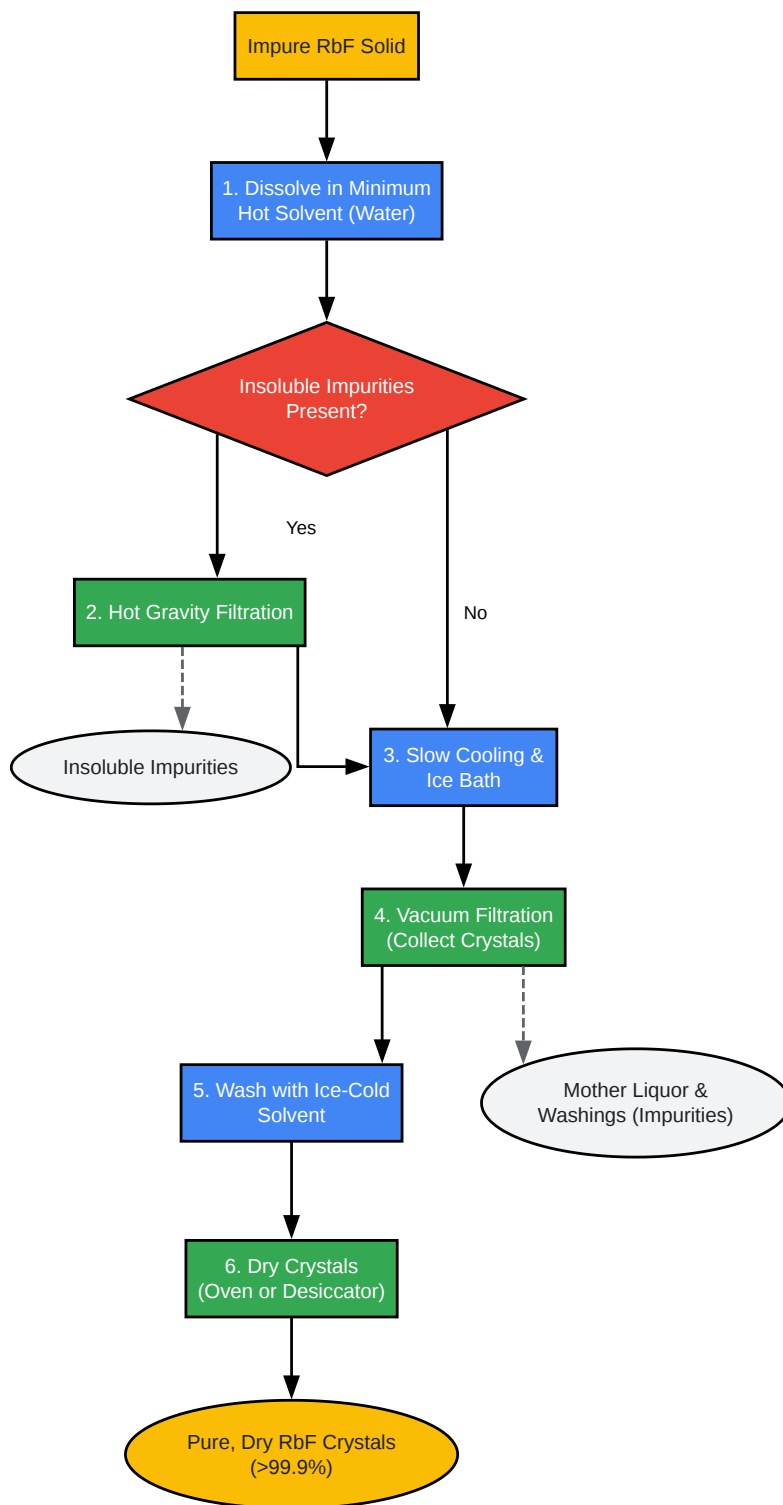 Impure RbF Solid
1. Dissolve in Minimum
Hot Solvent (Water)
Insoluble Impurities
Present?
Yes
2. Hot Gravity Filtration
No
Insoluble Impurities
3. Slow Cooling &
Ice Bath
4. Vacuum Filtration
(Collect Crystals)
5. Wash with Ice-Cold
Solvent
Mother Liquor &
Washings (Impurities)
6. Dry Crystals
(Oven or Desiccator)
Pure, Dry RbF Crystals
(>99.9%)